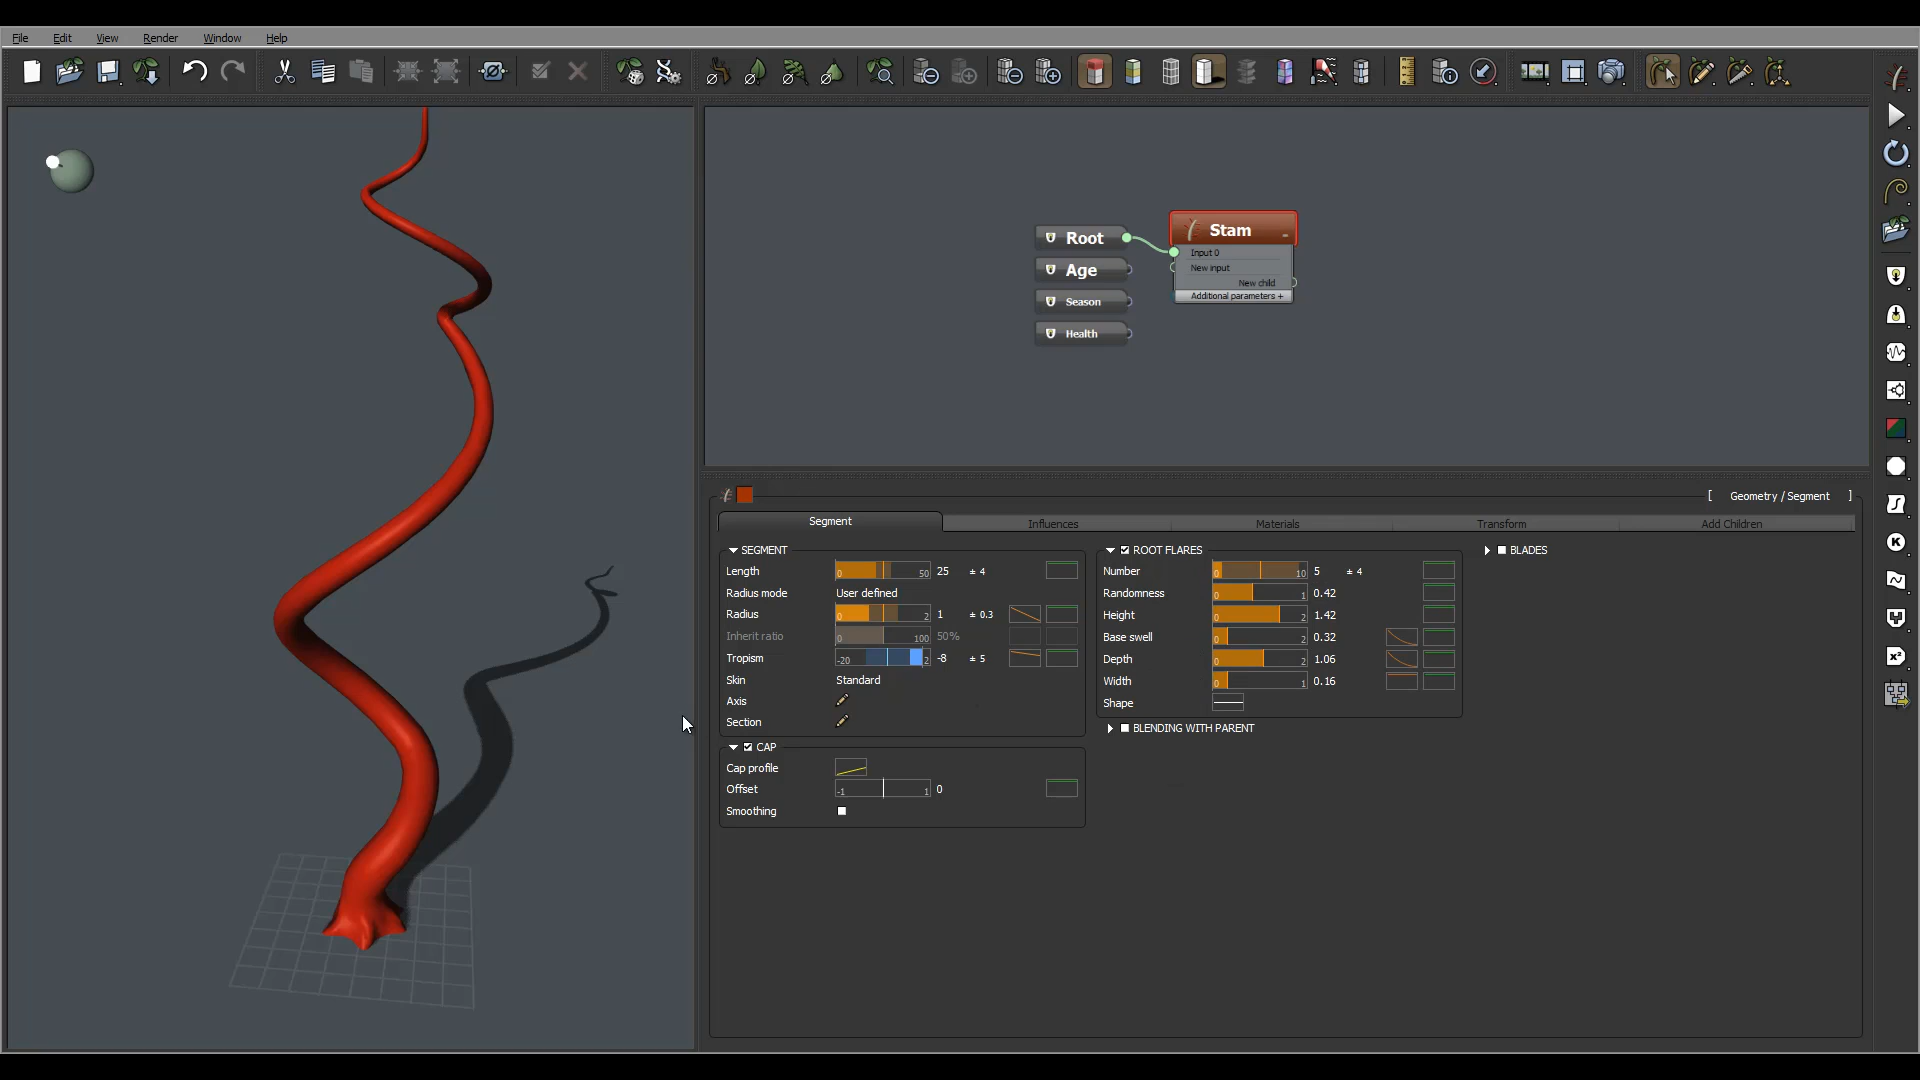 File Edit View Render Window Help
Root
Age
Season
Health
Stam
Input 0
New input
New child
Additional parameters +
[ Geometry / Segment ]
Segment Influences Materials Transform Add Children
SEGMENT
Length 0 50 25 ± 4
Radius mode User defined
Radius 0 2 1 ± 0.3
Inherit ratio 0 100 50%
Tropism -20 2 -8 ± 5
Skin Standard
Axis
Section
CAP
Cap profile
Offset -1 1 0
Smoothing
ROOT FLARES
Number 0 10 5 ± 4
Randomness 0 1 0.42
Height 0 2 1.42
Base swell 0 2 0.32
Depth 0 2 1.06
Width 0 1 0.16
Shape
BLENDING WITH PARENT
BLADES
K
x²